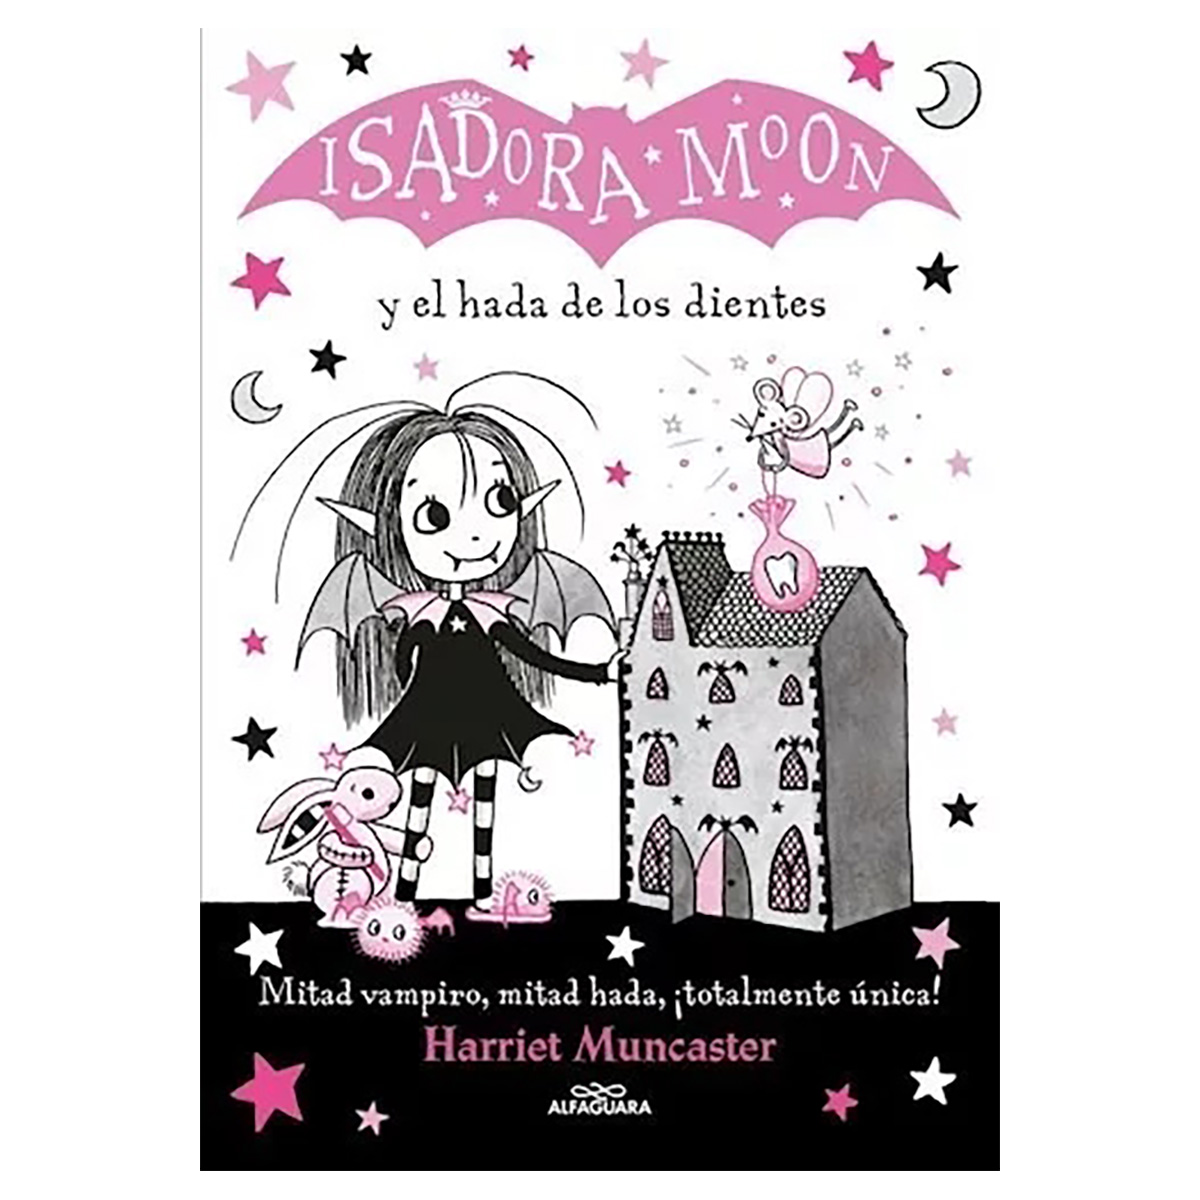 ISADORA MOON
y el hada de los dientes
Mitad vampiro, mitad hada, ¡totalmente única!
Harriet Muncaster
ALFAGUARA